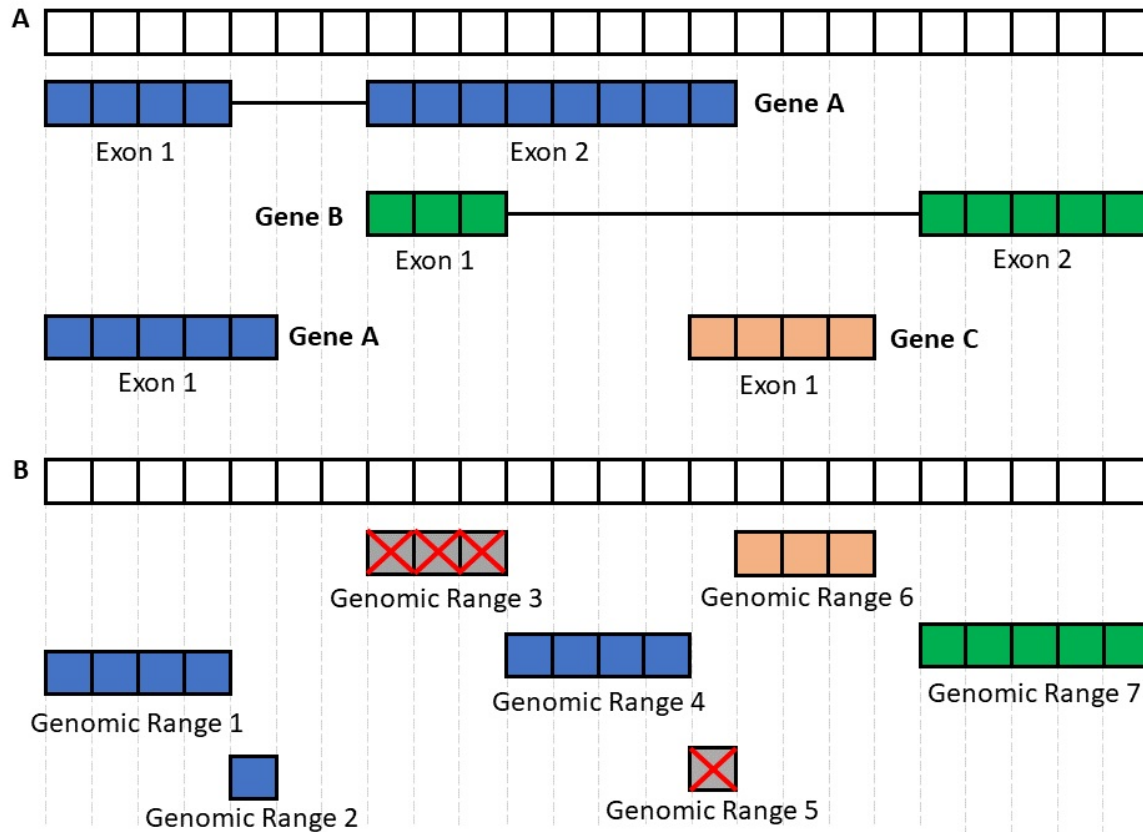 A
Gene A
Exon 1
Exon 2
Gene B
Exon 1
Exon 2
Gene A
Gene C
Exon 1
Exon 1
B
Genomic Range 3
Genomic Range 6
Genomic Range 1
Genomic Range 4
Genomic Range 7
Genomic Range 2
Genomic Range 5